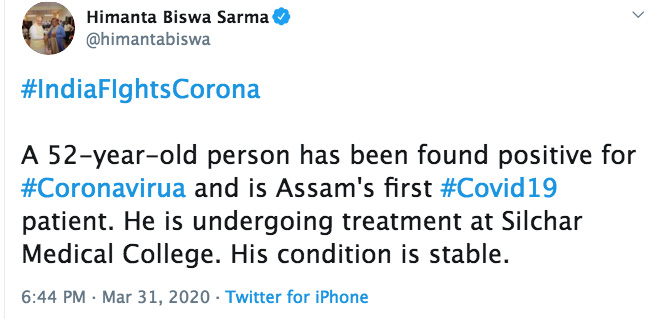 Himanta Biswa Sarma
@himantabiswa
#IndiaFIghtsCorona
A 52-year-old person has been found positive for
#Coronavirua and is Assam's first #Covid19
patient. He is undergoing treatment at Silchar
Medical College. His condition is stable.
6:44 PM · Mar 31, 2020 · Twitter for iPhone